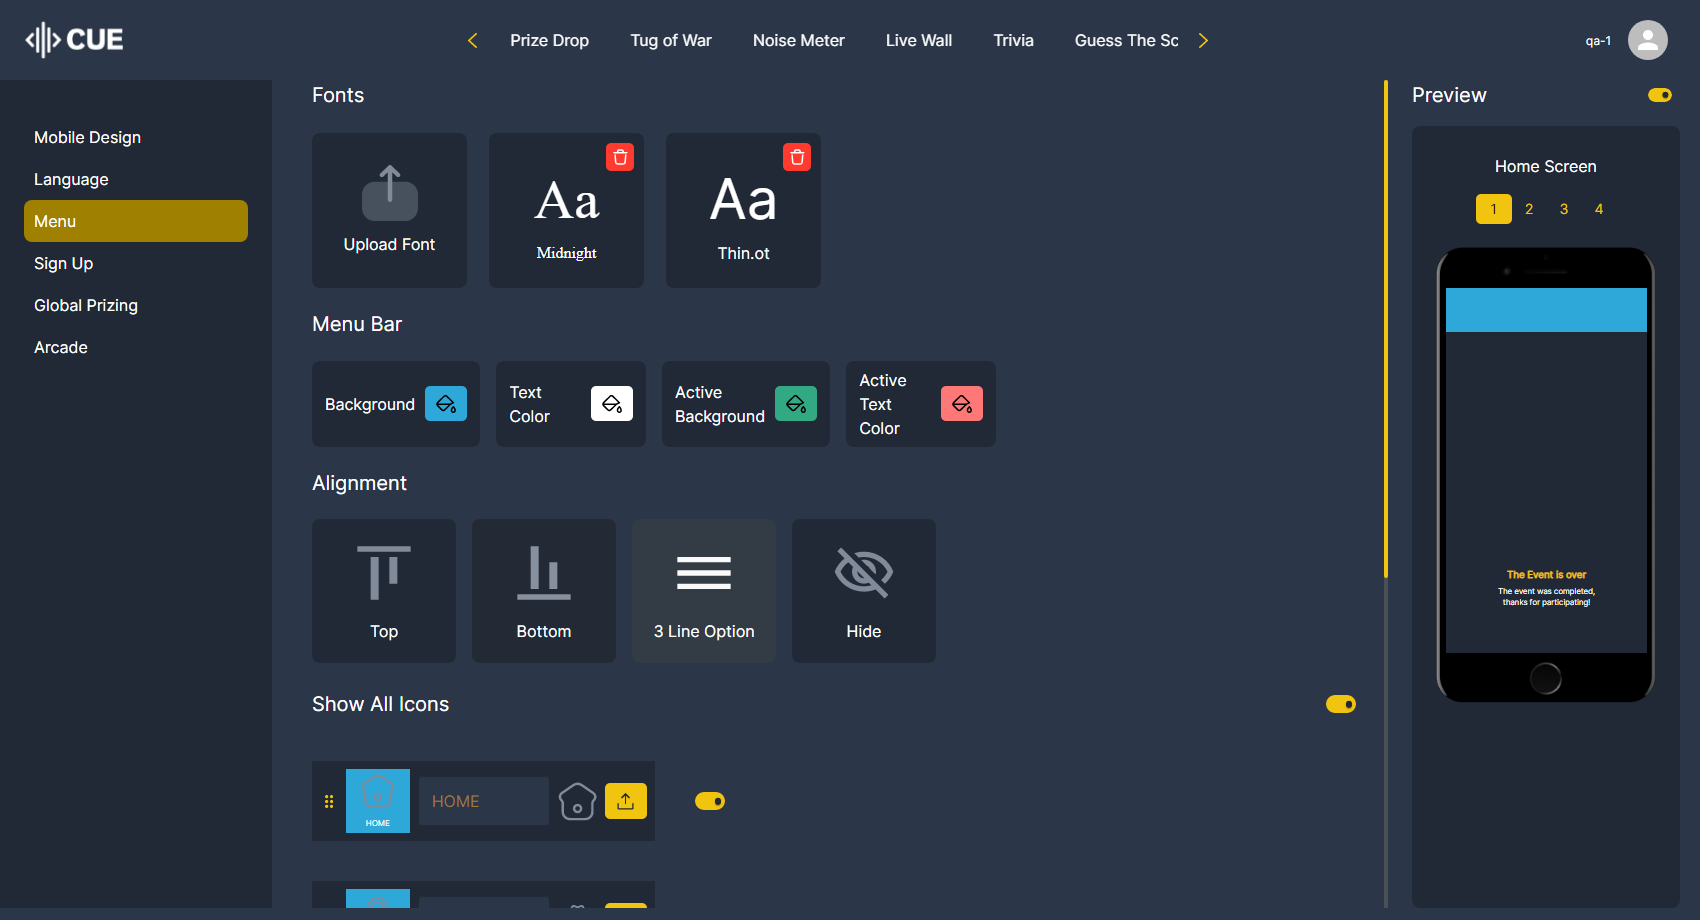 CUE
Prize Drop
Tug of War
Noise Meter
Live Wall
Trivia
Guess The Sc
qa-1
Mobile Design
Language
Menu
Sign Up
Global Prizing
Arcade
Fonts
Upload Font
Aa
Midnight
Aa
Thin.ot
Menu Bar
Background
Text
Color
Active
Background
Active
Text
Color
Alignment
Top
Bottom
3 Line Option
Hide
Show All Icons
HOME
HOME
Preview
Home Screen
1 2 3 4
The Event is over
The event was completed,
thanks for participating!